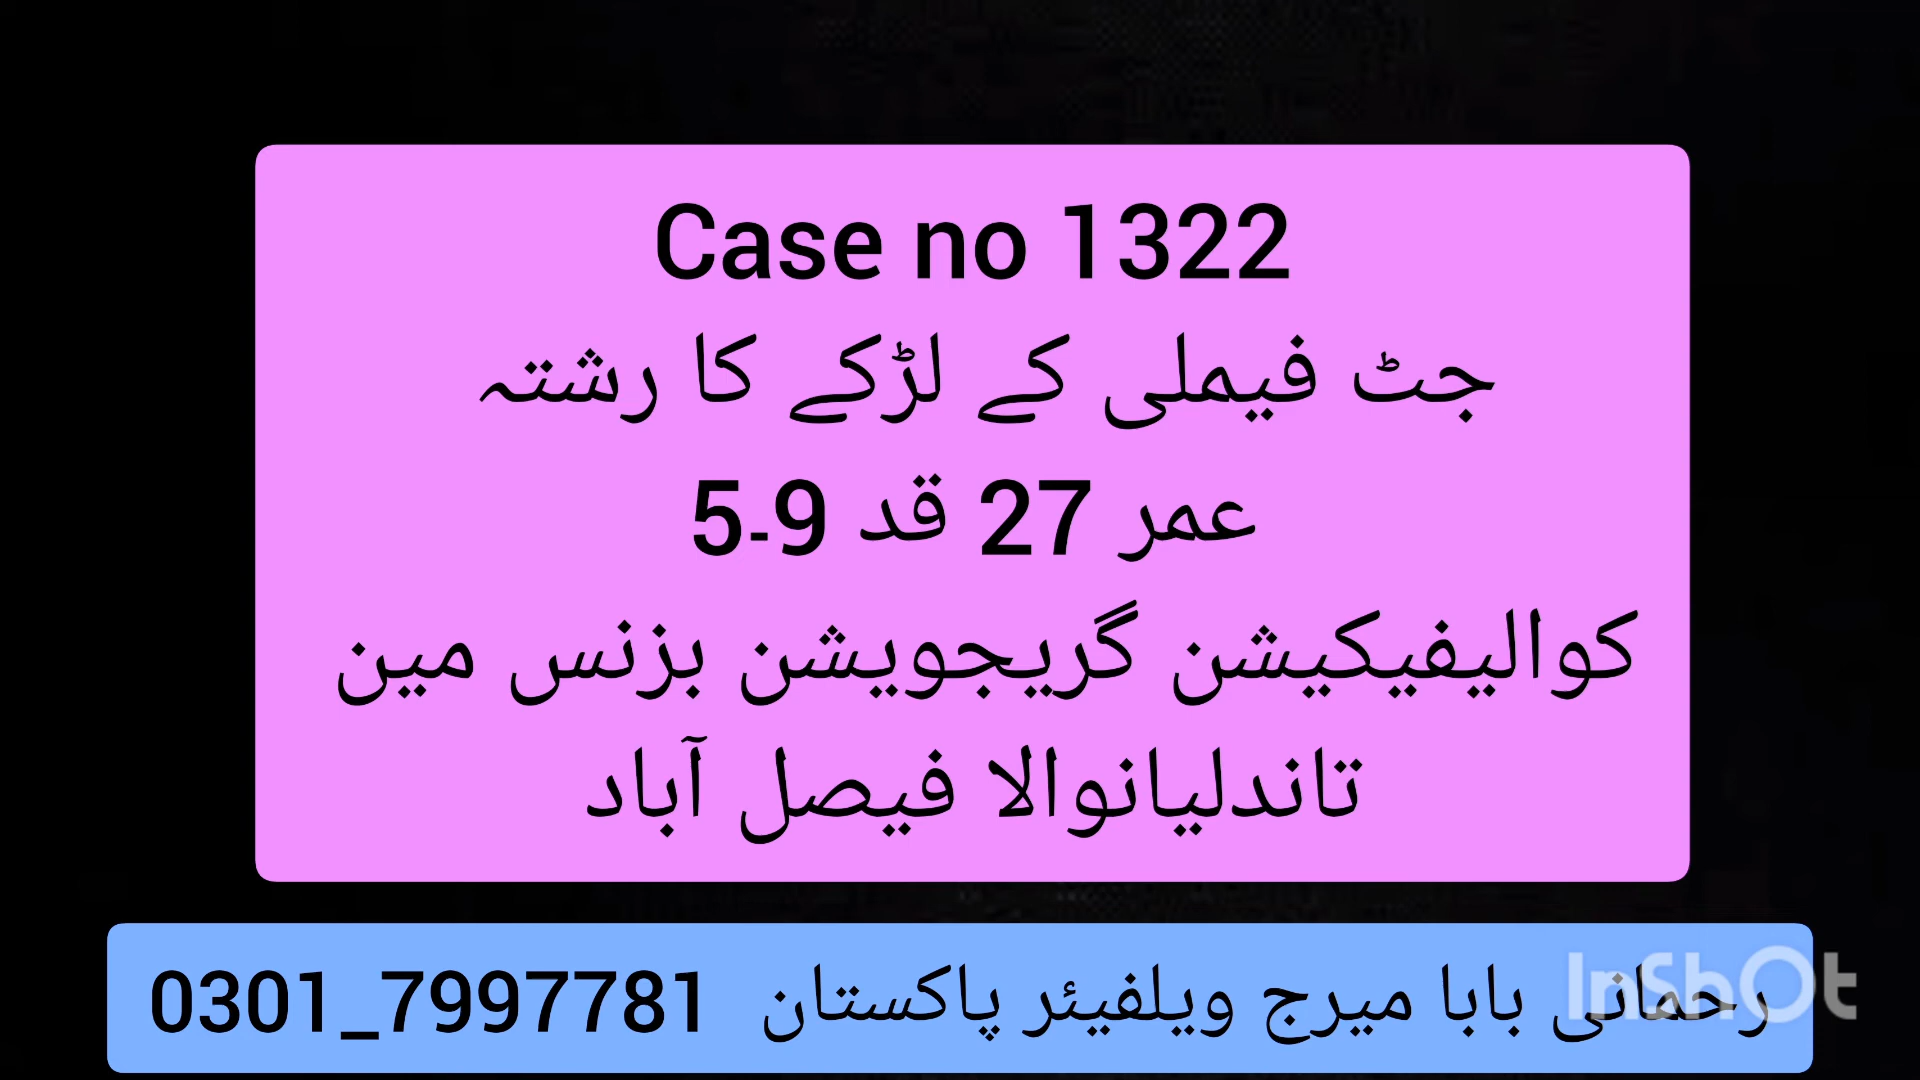 Case no 1322
جٹ فیملی کے لڑکے کا رشتہ
عمر 27 قد 9-5
کوالیفیکیشن گریجویشن بزنس مین
تاندلیانوالا فیصل آباد
رحمانی بابا میرج ویلفیئر پاکستان 0301_7997781
InShOt